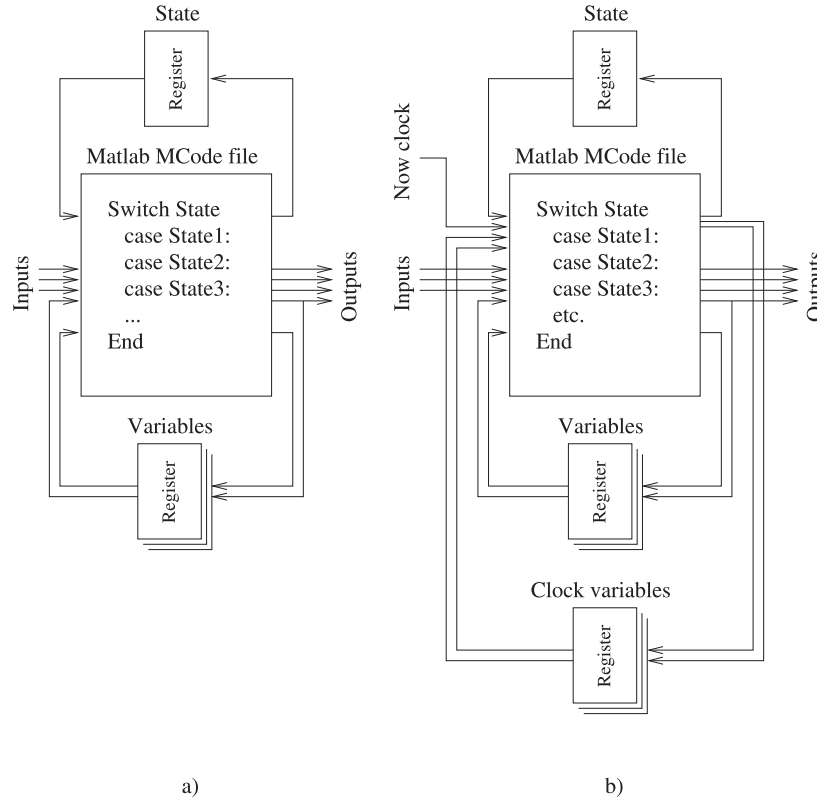 State
Register
Matlab MCode file
Switch State
case State1:
case State2:
case State3:
...
End
Inputs
Outputs
Variables
Register
a)
State
Register
Now clock
Matlab MCode file
Switch State
case State1:
case State2:
case State3:
etc.
End
Inputs
Outputs
Variables
Register
Clock variables
Register
b)